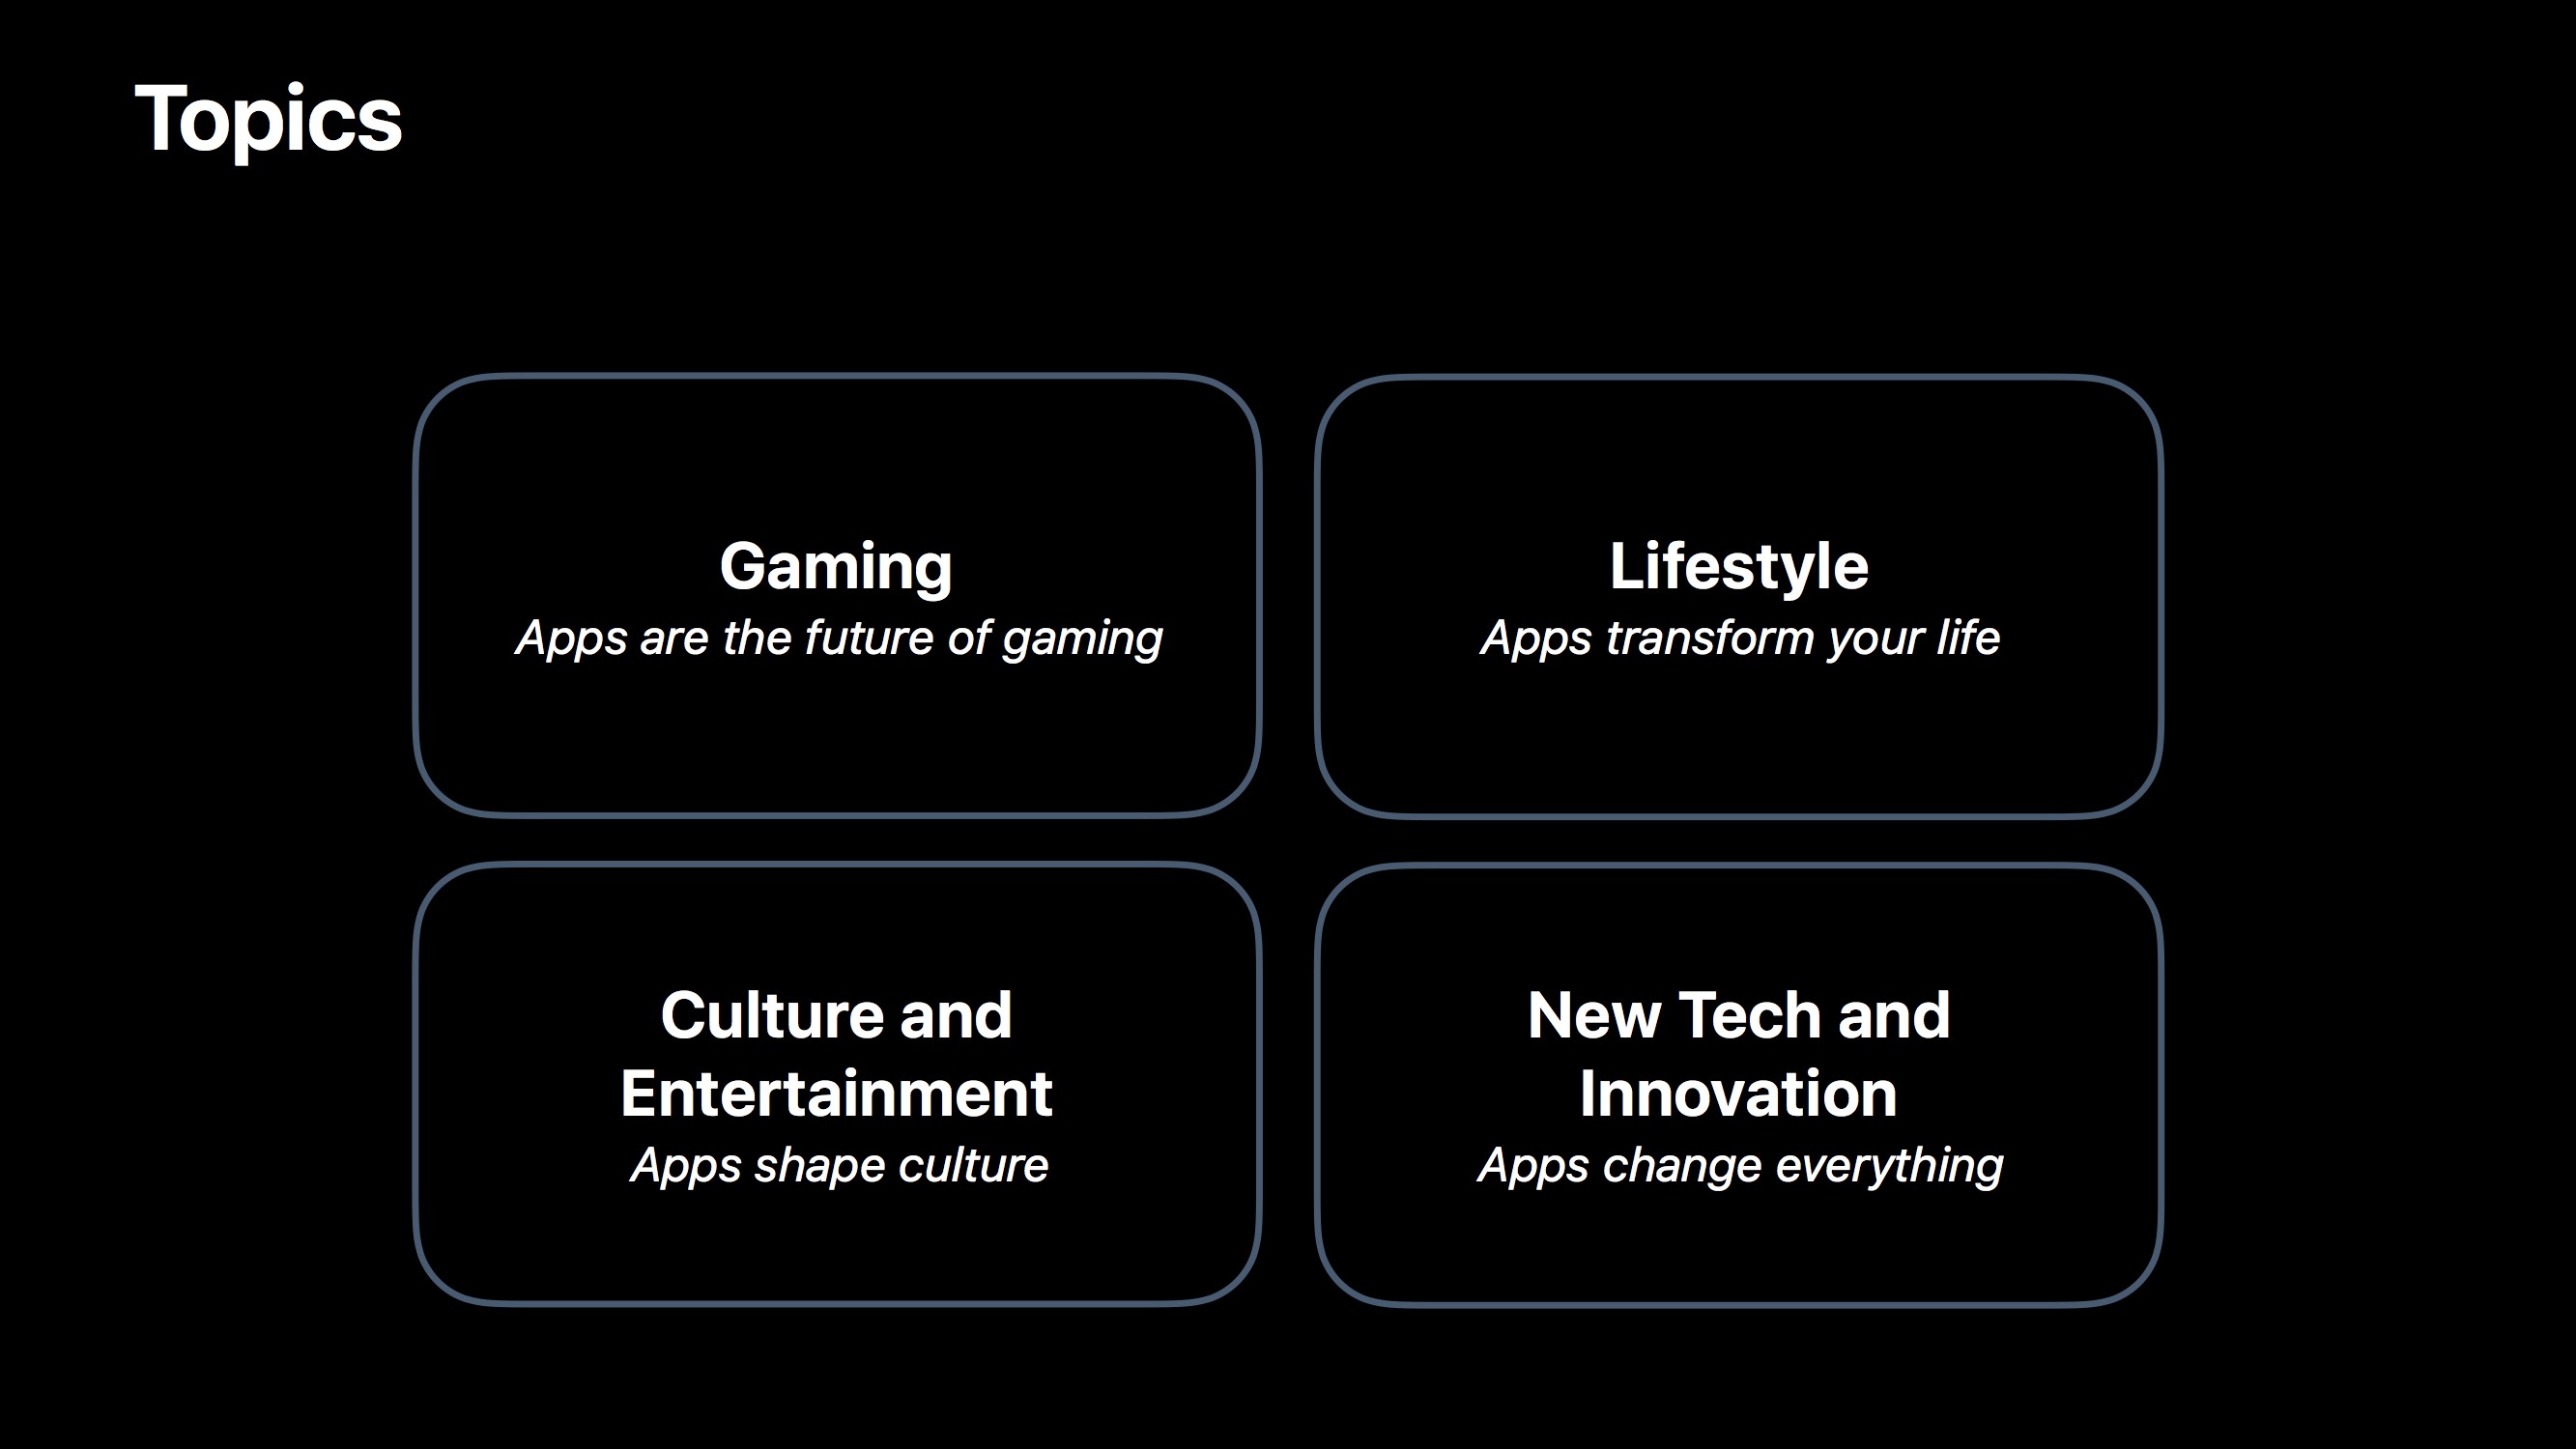 Topics
Gaming
Apps are the future of gaming
Lifestyle
Apps transform your life
Culture and
Entertainment
Apps shape culture
New Tech and
Innovation
Apps change everything